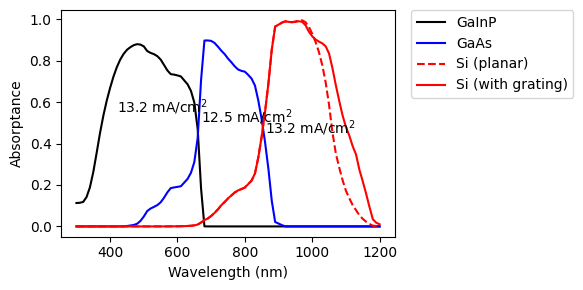 1.0
0.8
0.6
0.4
0.2
0.0
Absorptance
13.2 mA/cm²
12.5 mA/cm²
13.2 mA/cm²
400 600 800 1000 1200
Wavelength (nm)
GaInP
GaAs
Si (planar)
Si (with grating)